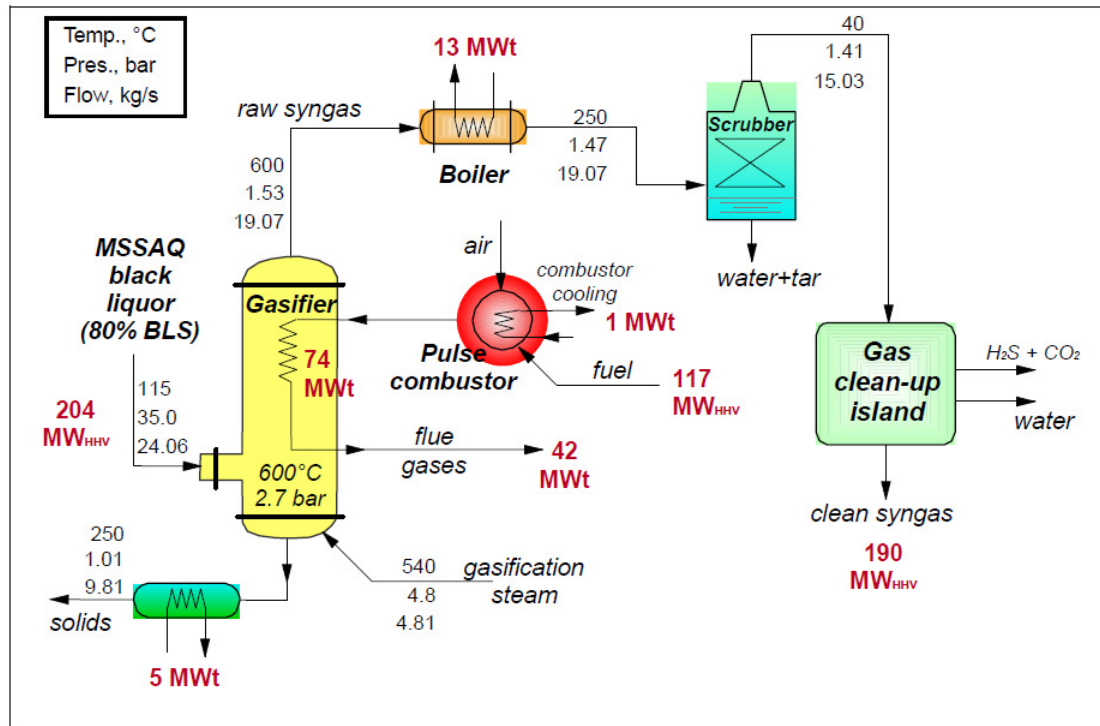 Temp., °C
Pres., bar
Flow, kg/s
13 MWt
raw syngas
Boiler
600
1.53
19.07
250
1.47
19.07
40
1.41
15.03
Scrubber
water+tar
MSSAQ
black
liquor
(80% BLS)
115
35.0
24.06
204
MWHHV
Gasifier
74
MWt
600°C
2.7 bar
air
combustor
cooling
1 MWt
Pulse
combustor
fuel
117
MWHHV
flue
gases
42
MWt
Gas
clean-up
island
H₂S + CO₂
water
clean syngas
190
MWHHV
250
1.01
9.81
solids
5 MWt
540
4.8
4.81
gasification
steam